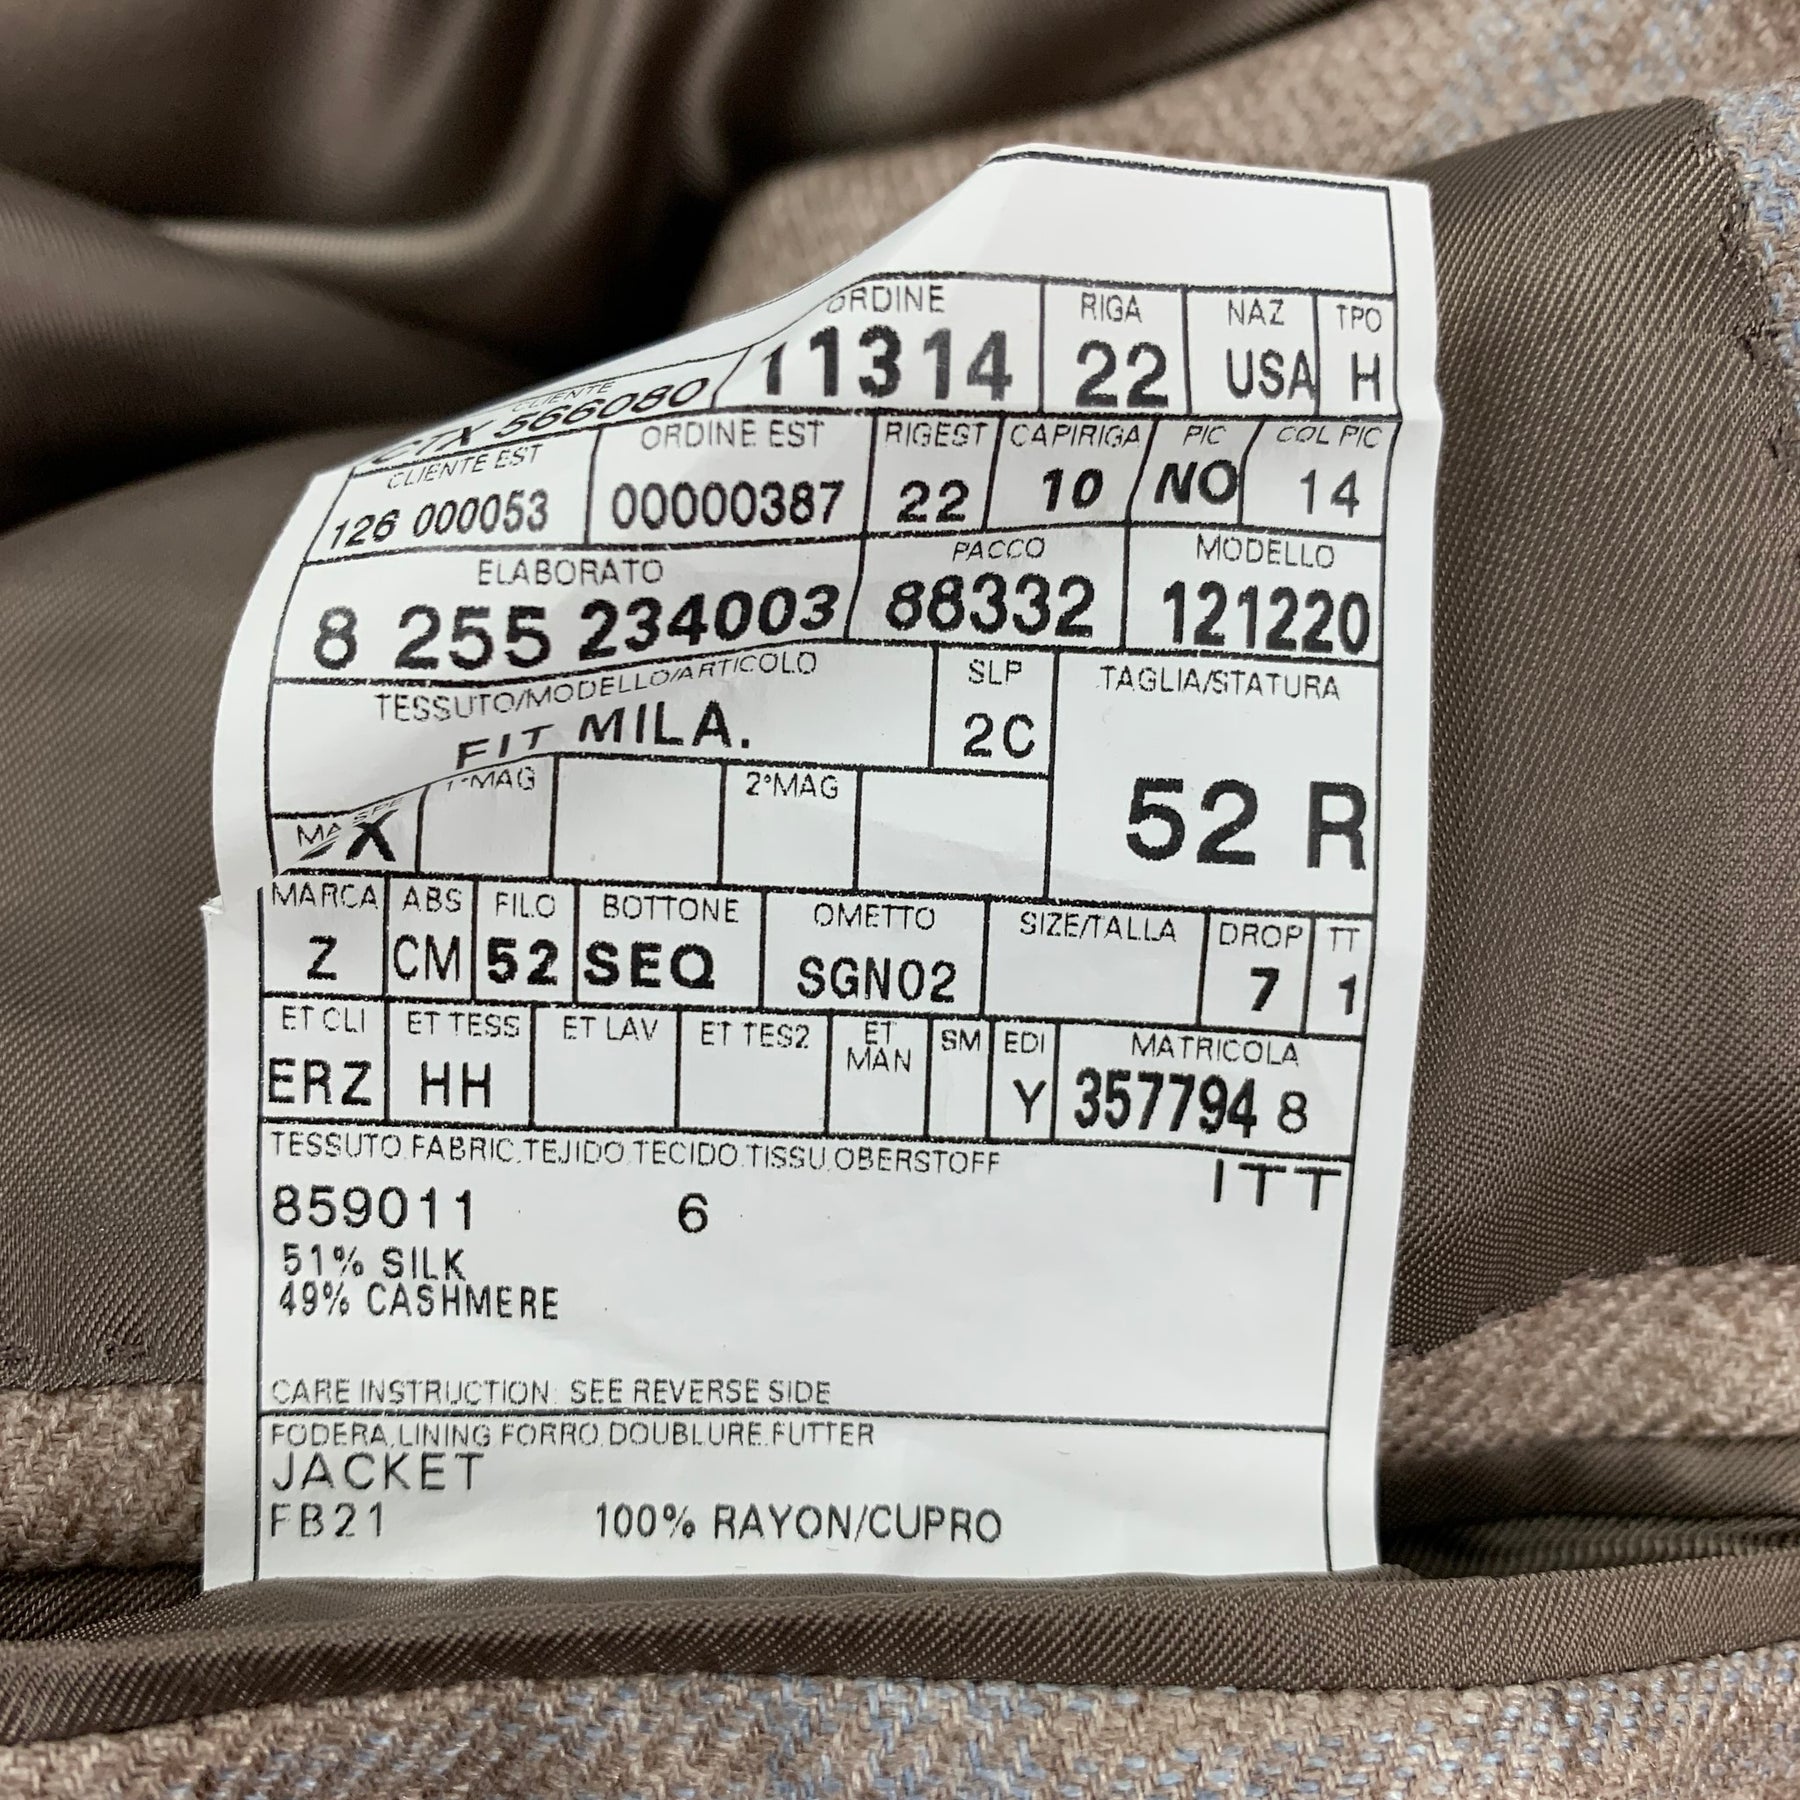 ORDINE RIGA NAZ TPO
11314 22 USA H
CLIENTE
CTX 566080
CLIENTE EST ORDINE EST RIGEST CAPIRIGA PIC COL PIC
126 000053 00000387 22 10 NO 14
ELABORATO PACCO MODELLO
8 255 234003 88332 121220
TESSUTO/MODELLO/ARTICOLO SLP TAGLIA/STATURA
FIT MILA. 2C 52 R
1°MAG 2°MAG
X
MARCA ABS FILO BOTTONE OMETTO SIZE/TALLA DROP TT
Z CM 52 SEQ SGN02 7 1
ET CLI ET TESS ET LAV ET TES2 ET MAN SM EDI MATRICOLA
ERZ HH Y 357794 8
TESSUTO.FABRIC.TEJIDO.TECIDO.TISSU.OBERSTOFF
859011 6 ITT
51% SILK
49% CASHMERE
CARE INSTRUCTION: SEE REVERSE SIDE
FODERA.LINING FORRO.DOUBLURE.FUTTER
JACKET
FB21 100% RAYON/CUPRO